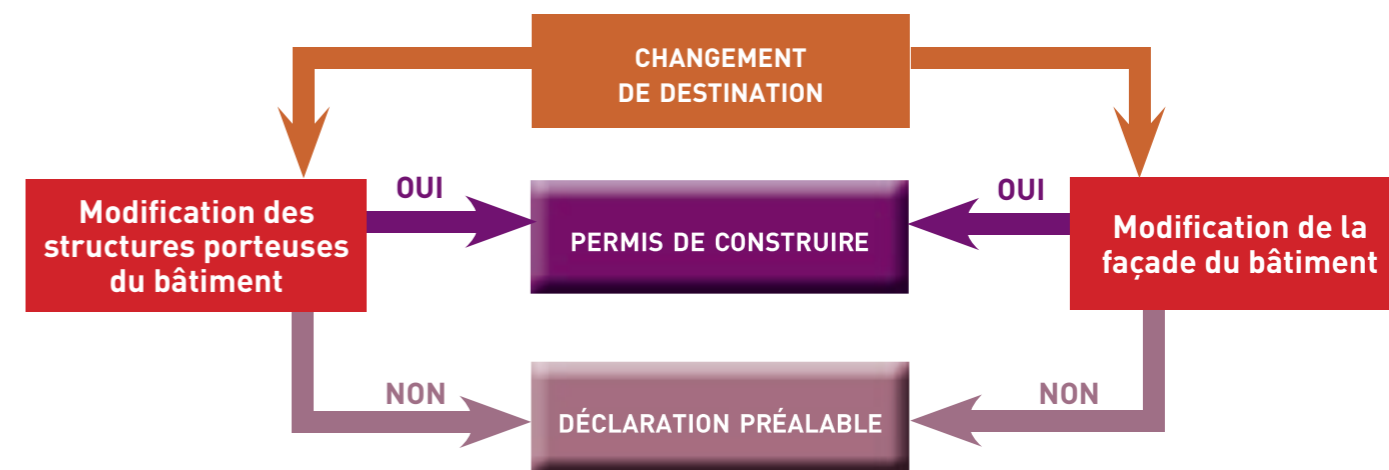 CHANGEMENT
DE DESTINATION
OUI
OUI
Modification des
structures porteuses
du bâtiment
PERMIS DE CONSTRUIRE
Modification de la
façade du bâtiment
NON
NON
DÉCLARATION PRÉALABLE